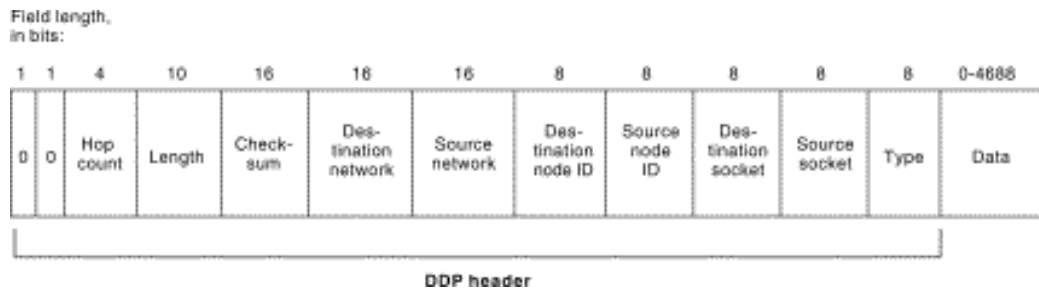 Field length,
in bits:
1 1 4 10 16 16 16 8 8 8 8 8 0-4688
0 0 Hop count Length Check-sum Des-tination network Source network Des-tination node ID Source node ID Des-tination socket Source socket Type Data
DDP header